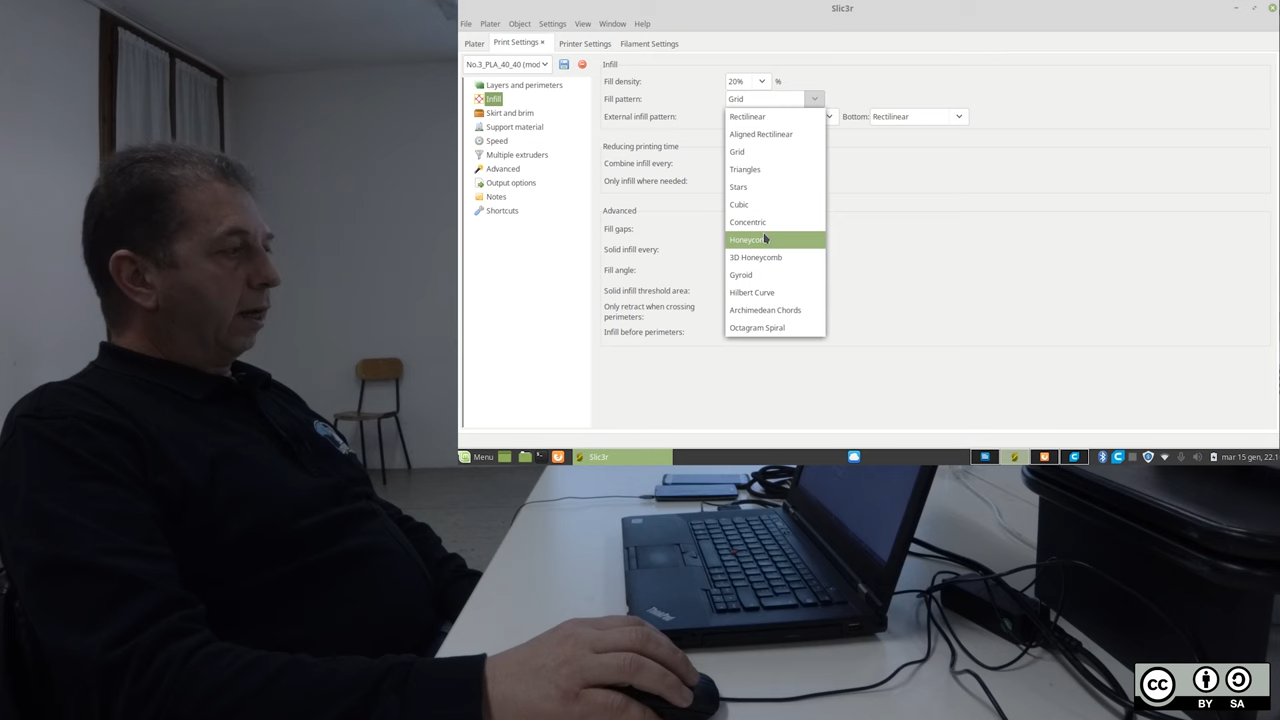 Slic3r
File Plater Object Settings View Window Help
Plater Print Settings × Printer Settings Filament Settings
No.3_PLA_40_40 (mod
Layers and perimeters
Infill
Skirt and brim
Support material
Speed
Multiple extruders
Advanced
Output options
Notes
Shortcuts
Infill
Fill density: 20% %
Fill pattern: Grid
External infill pattern: Bottom: Rectilinear
Rectilinear
Aligned Rectilinear
Grid
Triangles
Stars
Cubic
Concentric
Honeycomb
3D Honeycomb
Gyroid
Hilbert Curve
Archimedean Chords
Octagram Spiral
Reducing printing time
Combine infill every:
Only infill where needed:
Advanced
Fill gaps:
Solid infill every:
Fill angle:
Solid infill threshold area:
Only retract when crossing
perimeters:
Infill before perimeters:
Menu Slic3r mar 15 gen, 22.1
ThinkPad
CC BY SA